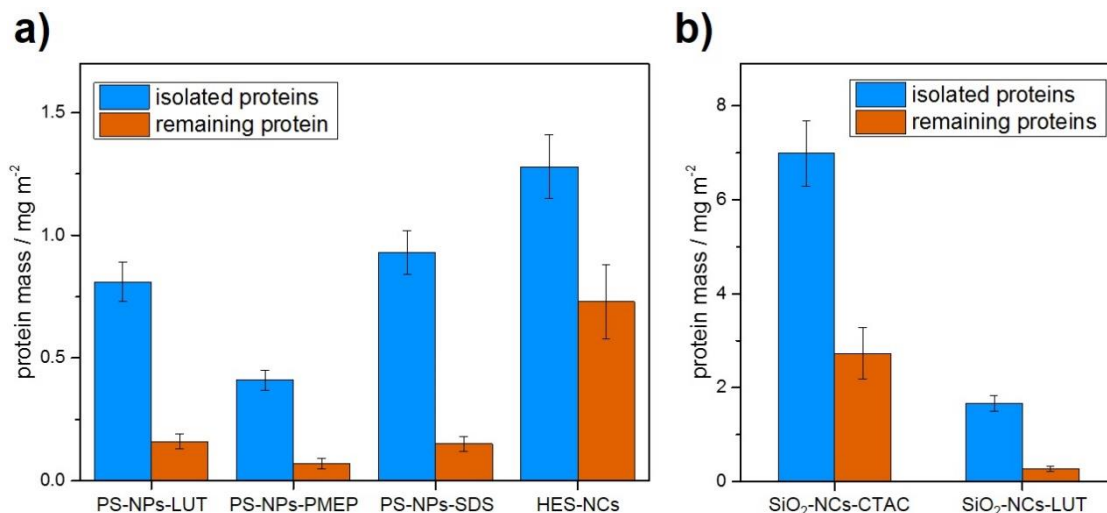 a)
isolated proteins
remaining protein
protein mass / mg m⁻²
1.5
1.0
0.5
0.0
PS-NPs-LUT PS-NPs-PMEP PS-NPs-SDS HES-NCs
b)
isolated proteins
remaining proteins
protein mass / mg m⁻²
8
6
4
2
0
SiO₂-NCs-CTAC SiO₂-NCs-LUT